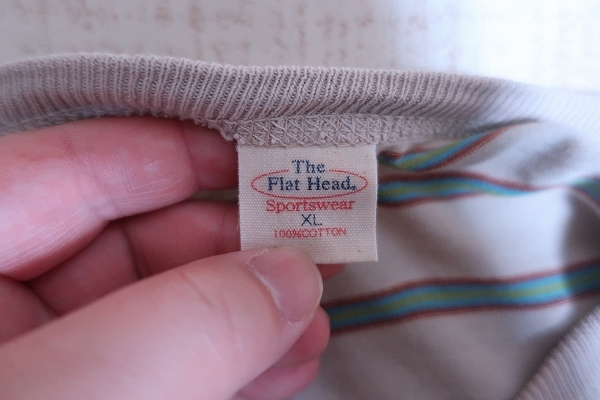 The
Flat Head.
Sportswear
XL
100%COTTON